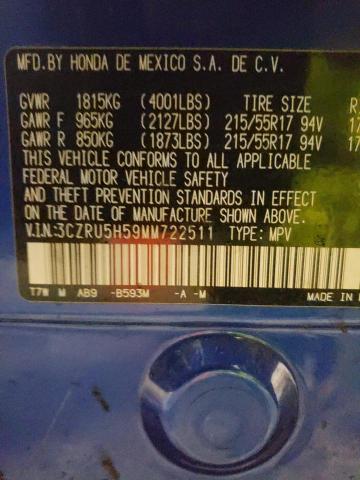 MFD.BY HONDA DE MEXICO S.A. DE C.V.
GVWR 1815KG (4001LBS) TIRE SIZE R
GAWR F 965KG (2127LBS) 215/55R17 94V 17
GAWR R 850KG (1873LBS) 215/55R17 94V 17
THIS VEHICLE CONFORMS TO ALL APPLICABLE
FEDERAL MOTOR VEHICLE SAFETY
AND THEFT PREVENTION STANDARDS IN EFFECT
ON THE DATE OF MANUFACTURE SHOWN ABOVE.
V.I.N:3CZRU5H59MM722511 TYPE: MPV
T7W M AB9 -B593M -A -M
MADE IN